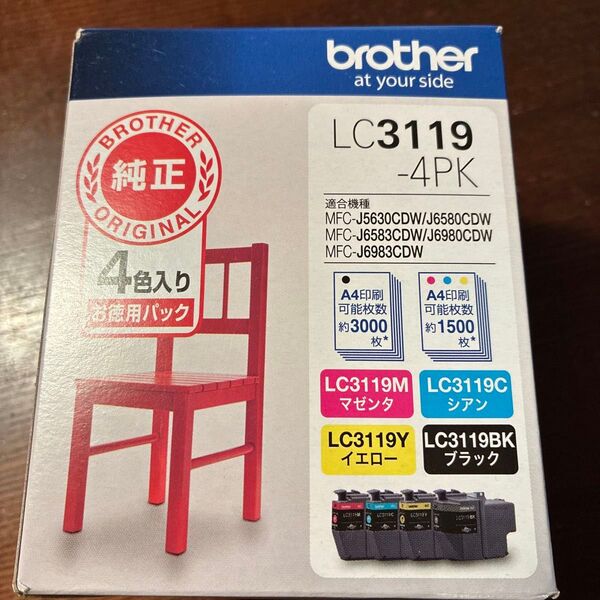 brother
at your side
BROTHER
純正
ORIGINAL
4色入り
お徳用パック
LC3119
-4PK
適合機種
MFC-J5630CDW/J6580CDW
MFC-J6583CDW/J6980CDW
MFC-J6983CDW
A4印刷
可能枚数
約3000
枚*
A4印刷
可能枚数
約1500
枚*
LC3119M
マゼンタ
LC3119C
シアン
LC3119Y
イエロー
LC3119BK
ブラック
LC3119M
LC3119C
LC3119Y
LC3119BK